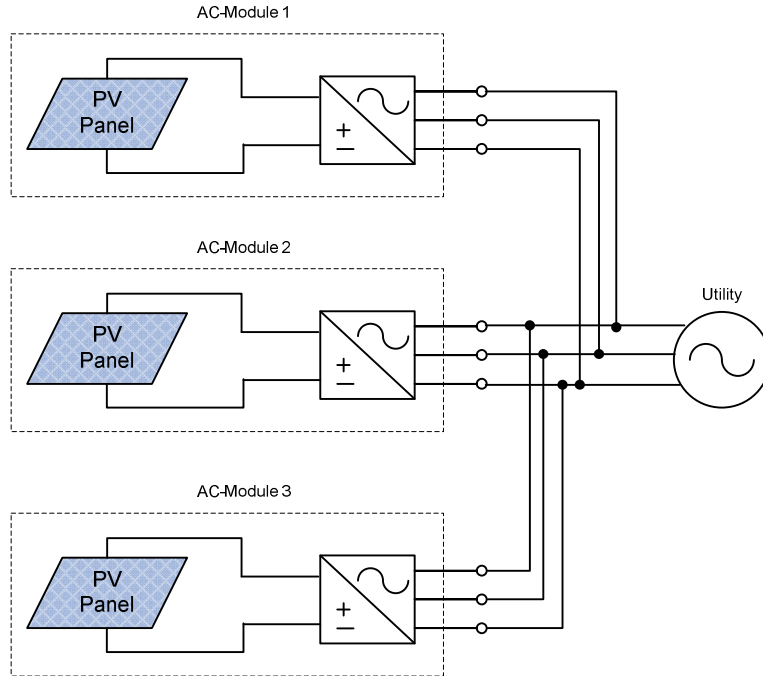 AC-Module 1
PV
Panel
+
−
AC-Module 2
PV
Panel
+
−
Utility
AC-Module 3
PV
Panel
+
−